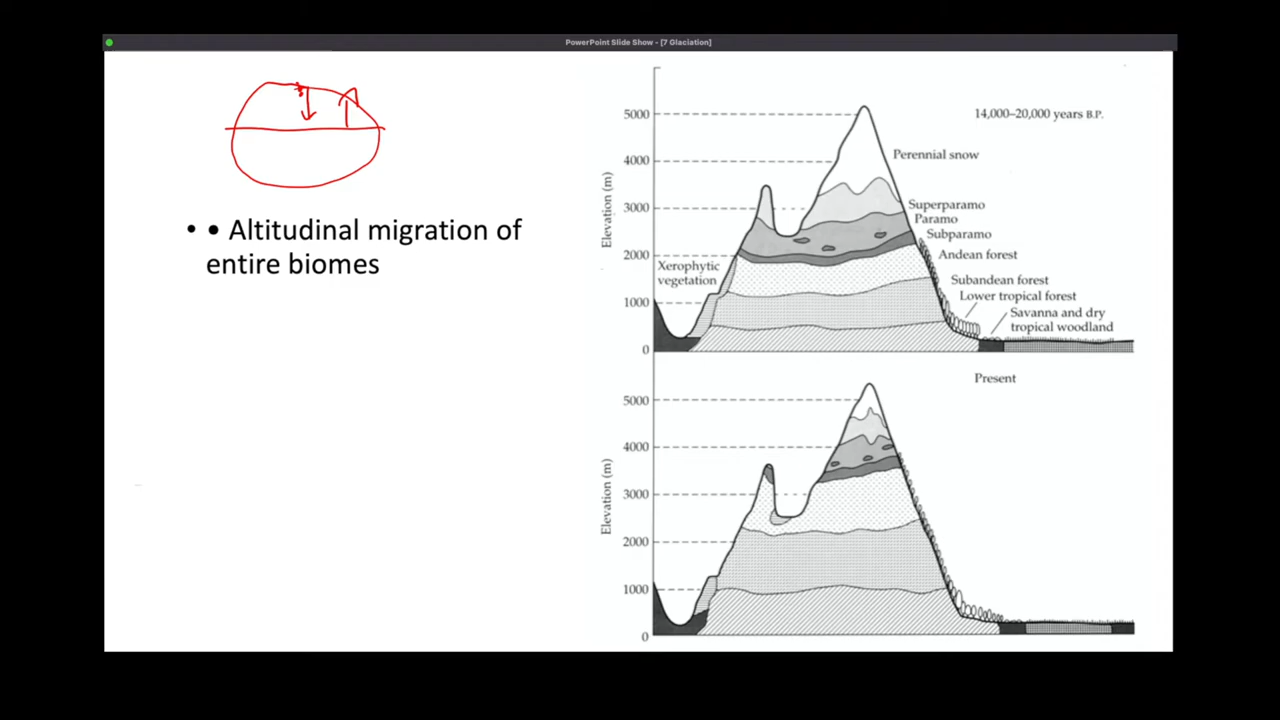 PowerPoint Slide Show - [7 Glaciation]
• • Altitudinal migration of
entire biomes
14,000–20,000 years B.P.
Elevation (m)
5000
4000
3000
2000
1000
0
Perennial snow
Superparamo
Paramo
Subparamo
Andean forest
Subandean forest
Lower tropical forest
Savanna and dry
tropical woodland
Xerophytic
vegetation
Present
Elevation (m)
5000
4000
3000
2000
1000
0